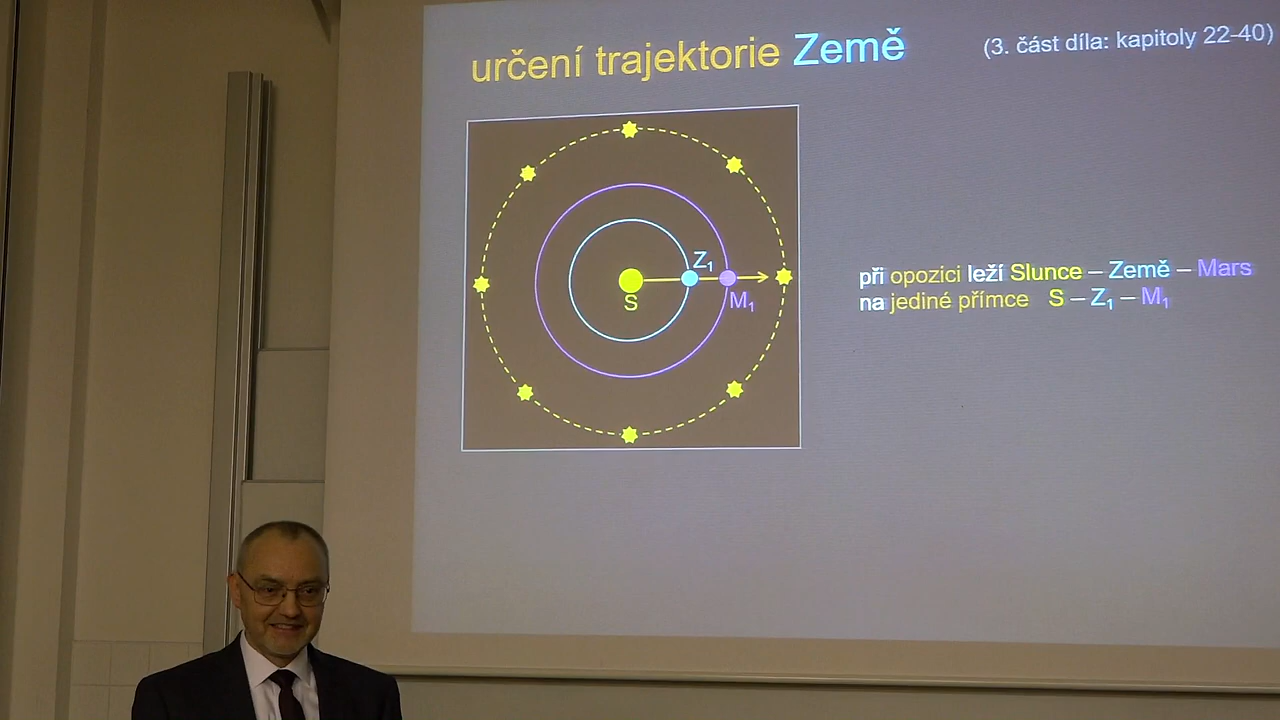 určení trajektorie Země
(3. část díla: kapitoly 22-40)
Z₁
S
M₁
při opozici leží Slunce – Země – Mars
na jediné přímce S – Z₁ – M₁